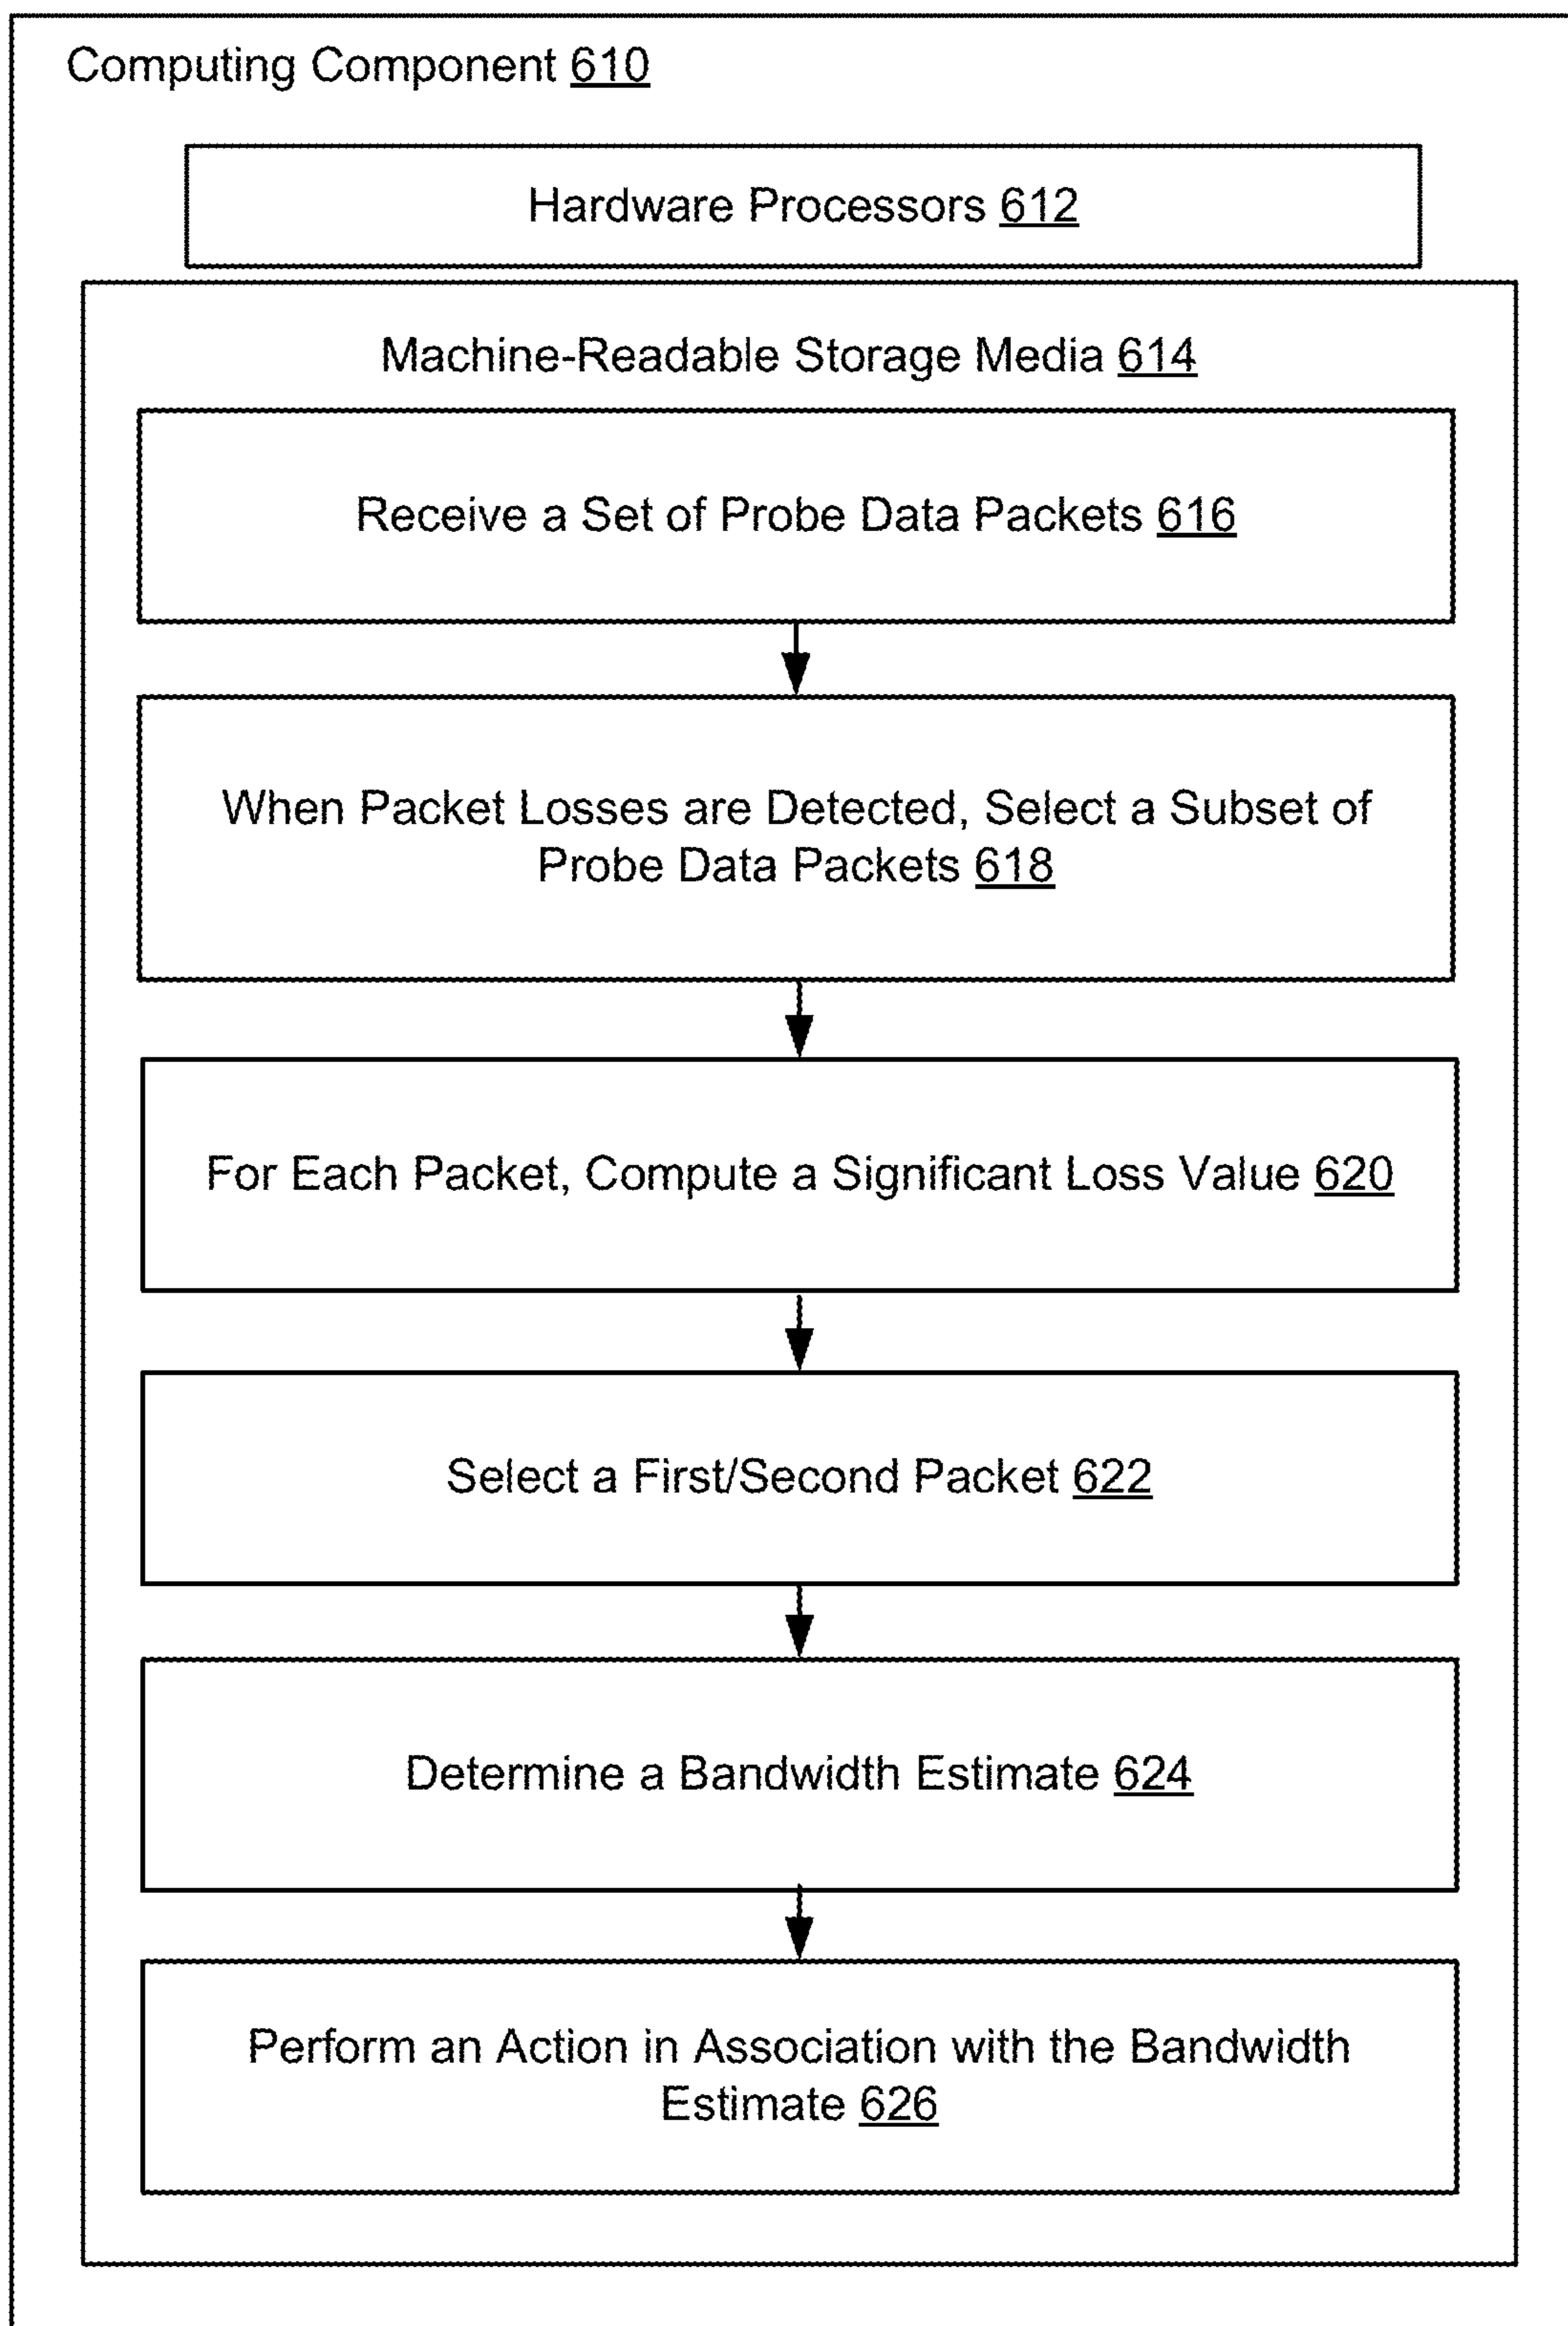 Computing Component 610
Hardware Processors 612
Machine-Readable Storage Media 614
Receive a Set of Probe Data Packets 616
When Packet Losses are Detected, Select a Subset of
Probe Data Packets 618
For Each Packet, Compute a Significant Loss Value 620
Select a First/Second Packet 622
Determine a Bandwidth Estimate 624
Perform an Action in Association with the Bandwidth
Estimate 626